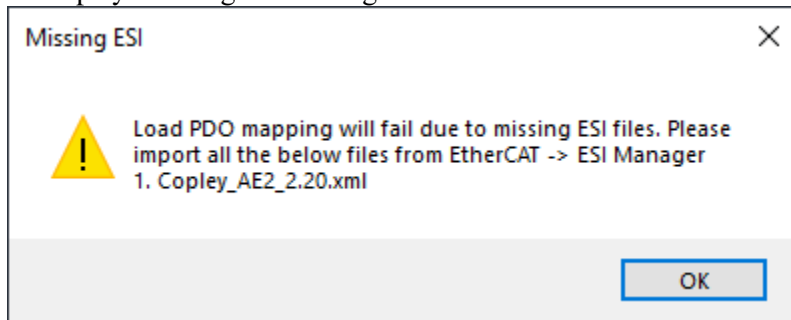 Missing ESI
Load PDO mapping will fail due to missing ESI files. Please
import all the below files from EtherCAT -> ESI Manager
1. Copley_AE2_2.20.xml
OK